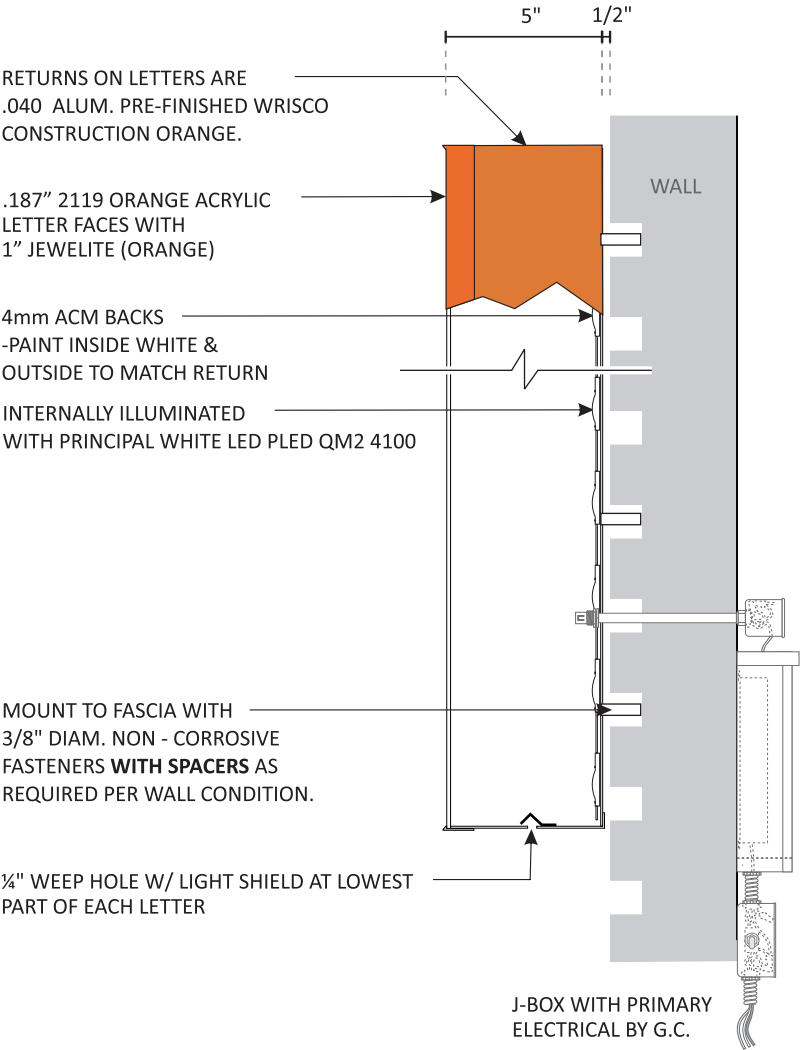 5" 1/2"
RETURNS ON LETTERS ARE
.040 ALUM. PRE-FINISHED WRISCO
CONSTRUCTION ORANGE.
WALL
.187” 2119 ORANGE ACRYLIC
LETTER FACES WITH
1” JEWELITE (ORANGE)
4mm ACM BACKS
-PAINT INSIDE WHITE &
OUTSIDE TO MATCH RETURN
INTERNALLY ILLUMINATED
WITH PRINCIPAL WHITE LED PLED QM2 4100
MOUNT TO FASCIA WITH
3/8" DIAM. NON - CORROSIVE
FASTENERS WITH SPACERS AS
REQUIRED PER WALL CONDITION.
¼" WEEP HOLE W/ LIGHT SHIELD AT LOWEST
PART OF EACH LETTER
J-BOX WITH PRIMARY
ELECTRICAL BY G.C.